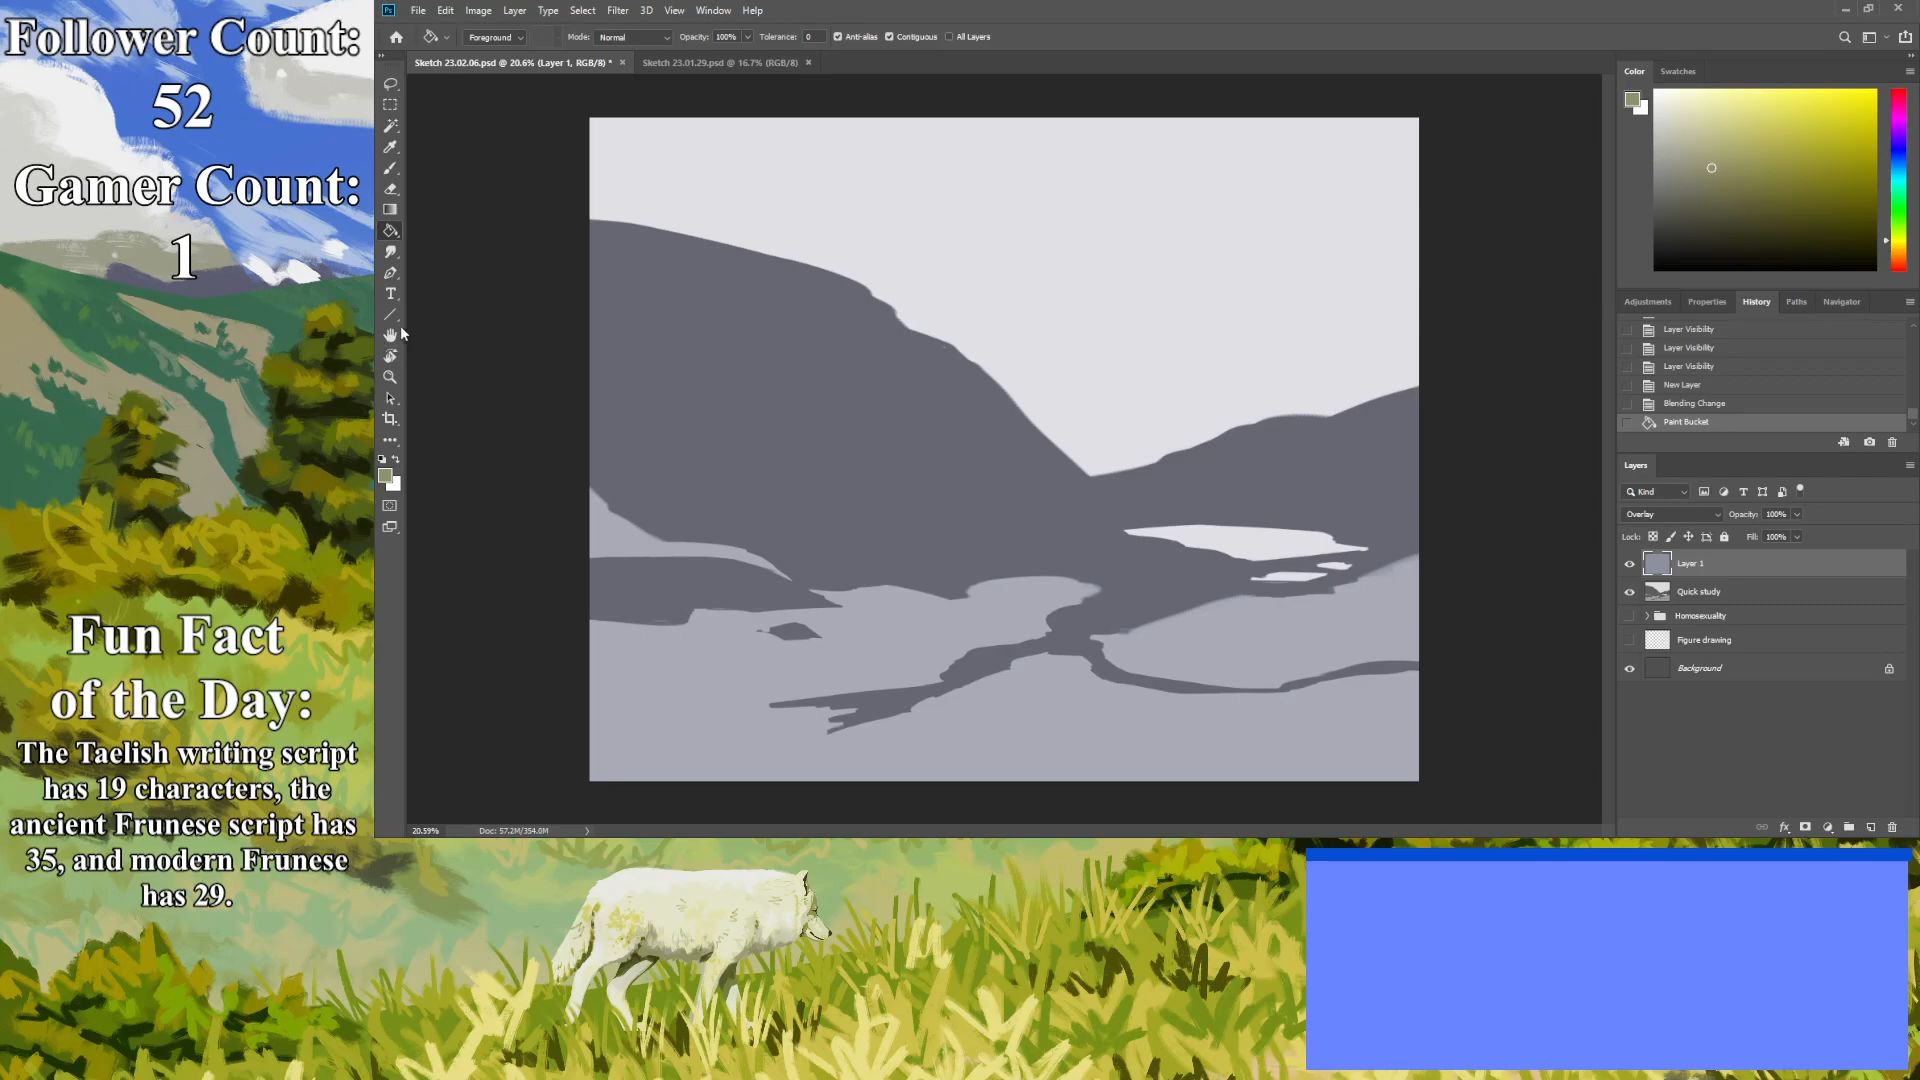 Follower Count:
52
Gamer Count:
1
Fun Fact
of the Day:
The Taelish writing script
has 19 characters, the
ancient Frunese script has
35, and modern Frunese
has 29.
Ps File Edit Image Layer Type Select Filter 3D View Window Help
Foreground Mode: Normal Opacity: 100% Tolerance: 0 Anti-alias Contiguous All Layers
Sketch 23.02.06.psd @ 20.6% (Layer 1, RGB/8) * Sketch 23.01.29.psd @ 16.7% (RGB/8)
20.59% Doc: 57.2M/354.0M
Color Swatches
Adjustments Properties History Paths Navigator
Layer Visibility
Layer Visibility
Layer Visibility
New Layer
Blending Change
Paint Bucket
Layers
Kind
Overlay Opacity: 100%
Lock: Fill: 100%
Layer 1
Quick study
Homosexuality
Figure drawing
Background